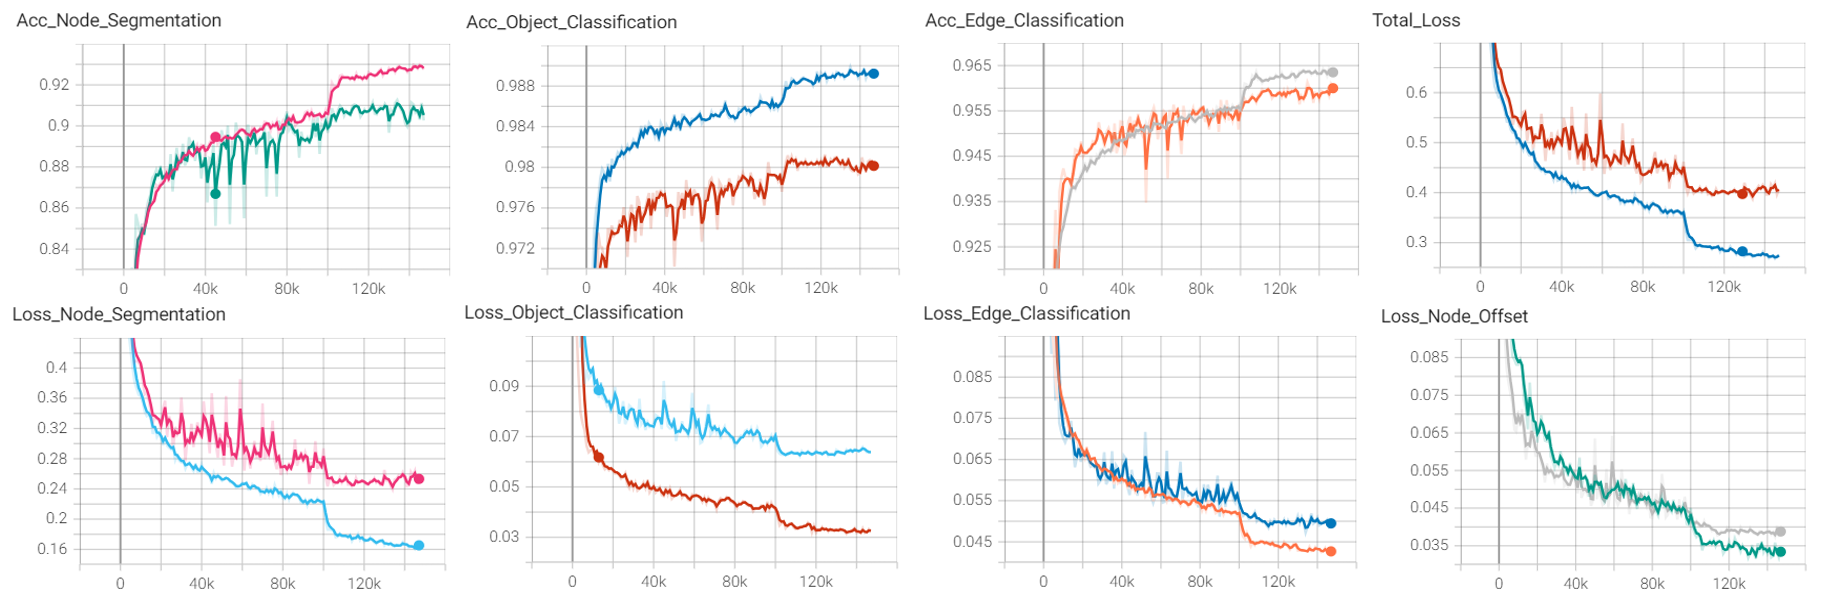 Acc_Node_Segmentation
0.92
0.9
0.88
0.86
0.84
0 40k 80k 120k
Acc_Object_Classification
0.988
0.984
0.98
0.976
0.972
0 40k 80k 120k
Acc_Edge_Classification
0.965
0.955
0.945
0.935
0.925
0 40k 80k 120k
Total_Loss
0.6
0.5
0.4
0.3
0 40k 80k 120k
Loss_Node_Segmentation
0.4
0.36
0.32
0.28
0.24
0.2
0.16
0 40k 80k 120k
Loss_Object_Classification
0.09
0.07
0.05
0.03
0 40k 80k 120k
Loss_Edge_Classification
0.085
0.075
0.065
0.055
0.045
0 40k 80k 120k
Loss_Node_Offset
0.085
0.075
0.065
0.055
0.045
0.035
0 40k 80k 120k